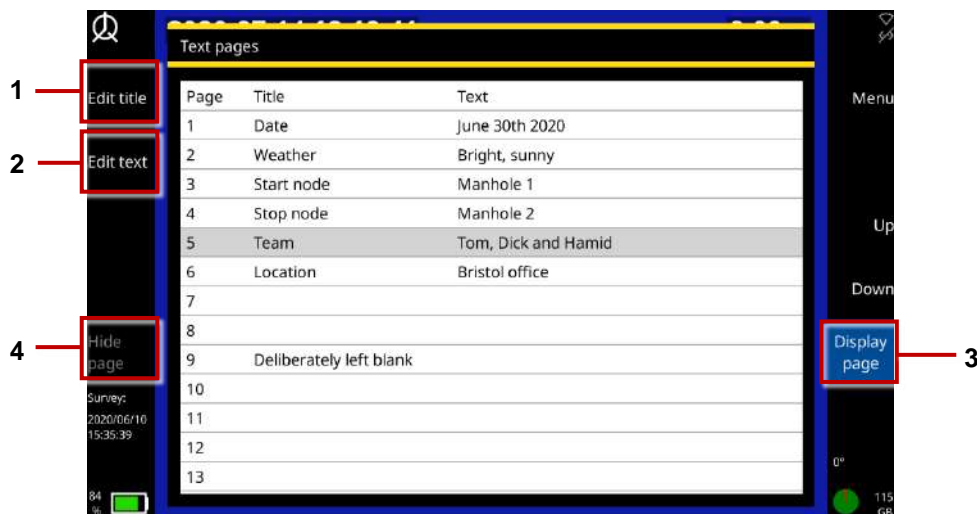 Text pages
1
Edit title
Page Title Text
Menu
1 Date June 30th 2020
2
Edit text
2 Weather Bright, sunny
3 Start node Manhole 1
4 Stop node Manhole 2
Up
5 Team Tom, Dick and Hamid
6 Location Bristol office
Down
7
8
4
Hide
page
9 Deliberately left blank
Display
page
3
10
Survey:
2020/06/10
15:35:39
11
12
13
0°
84
%
115
GB